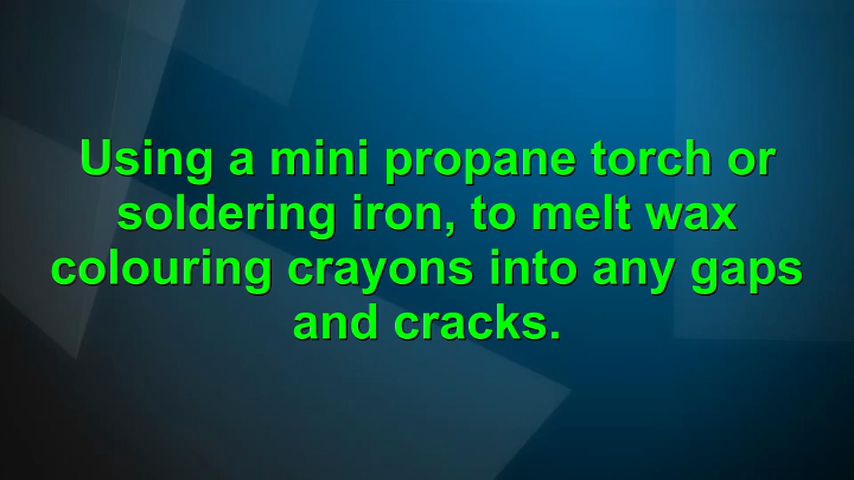 Using a mini propane torch or
soldering iron, to melt wax
colouring crayons into any gaps
and cracks.